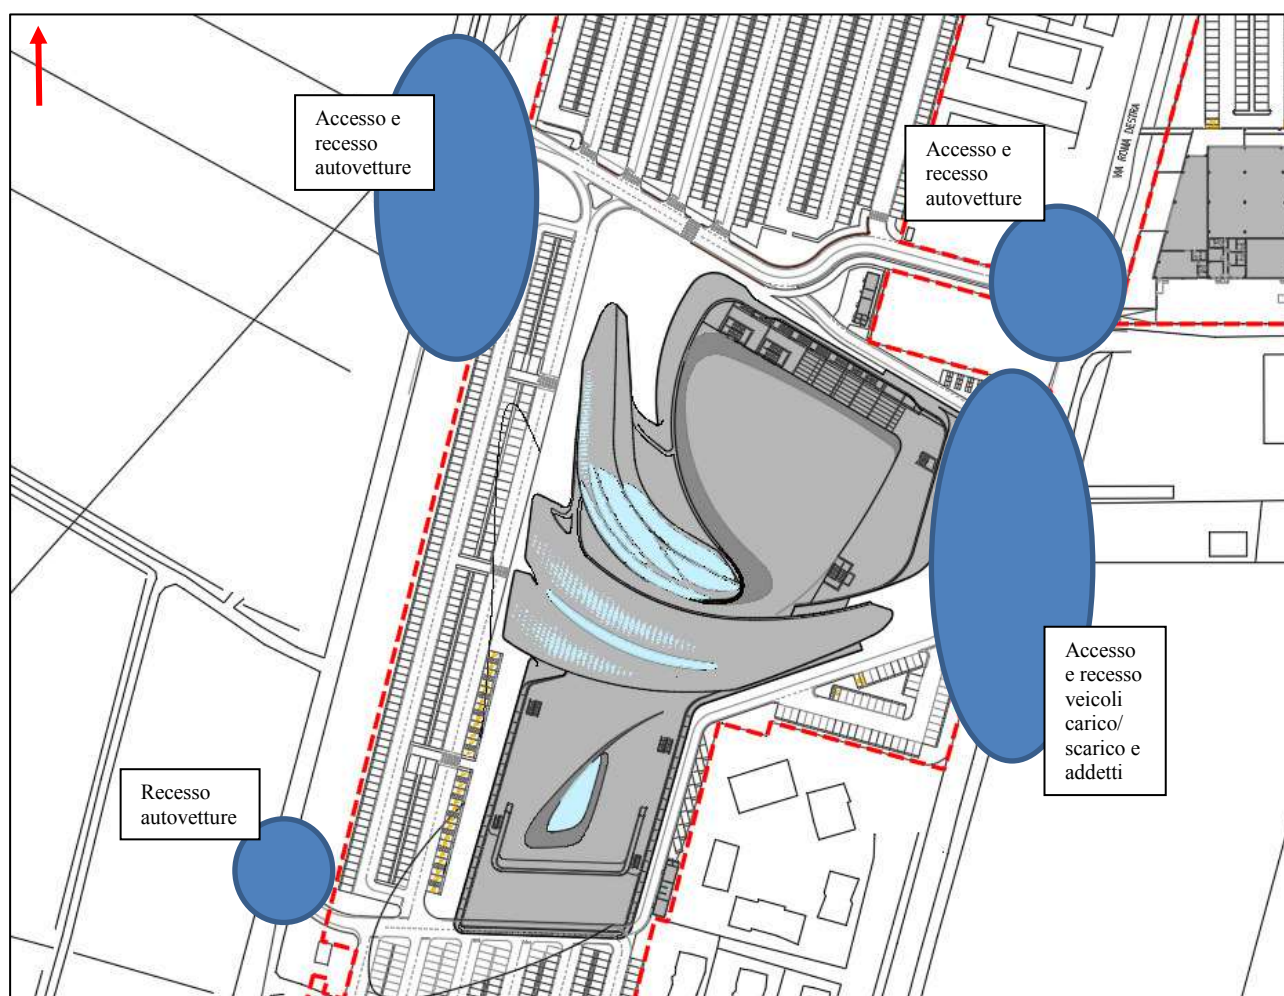 Accesso e
recesso
autovetture
Accesso e
recesso
autovetture
VIA ROMA DESTRA
Accesso
e recesso
veicoli
carico/
scarico e
addetti
Recesso
autovetture